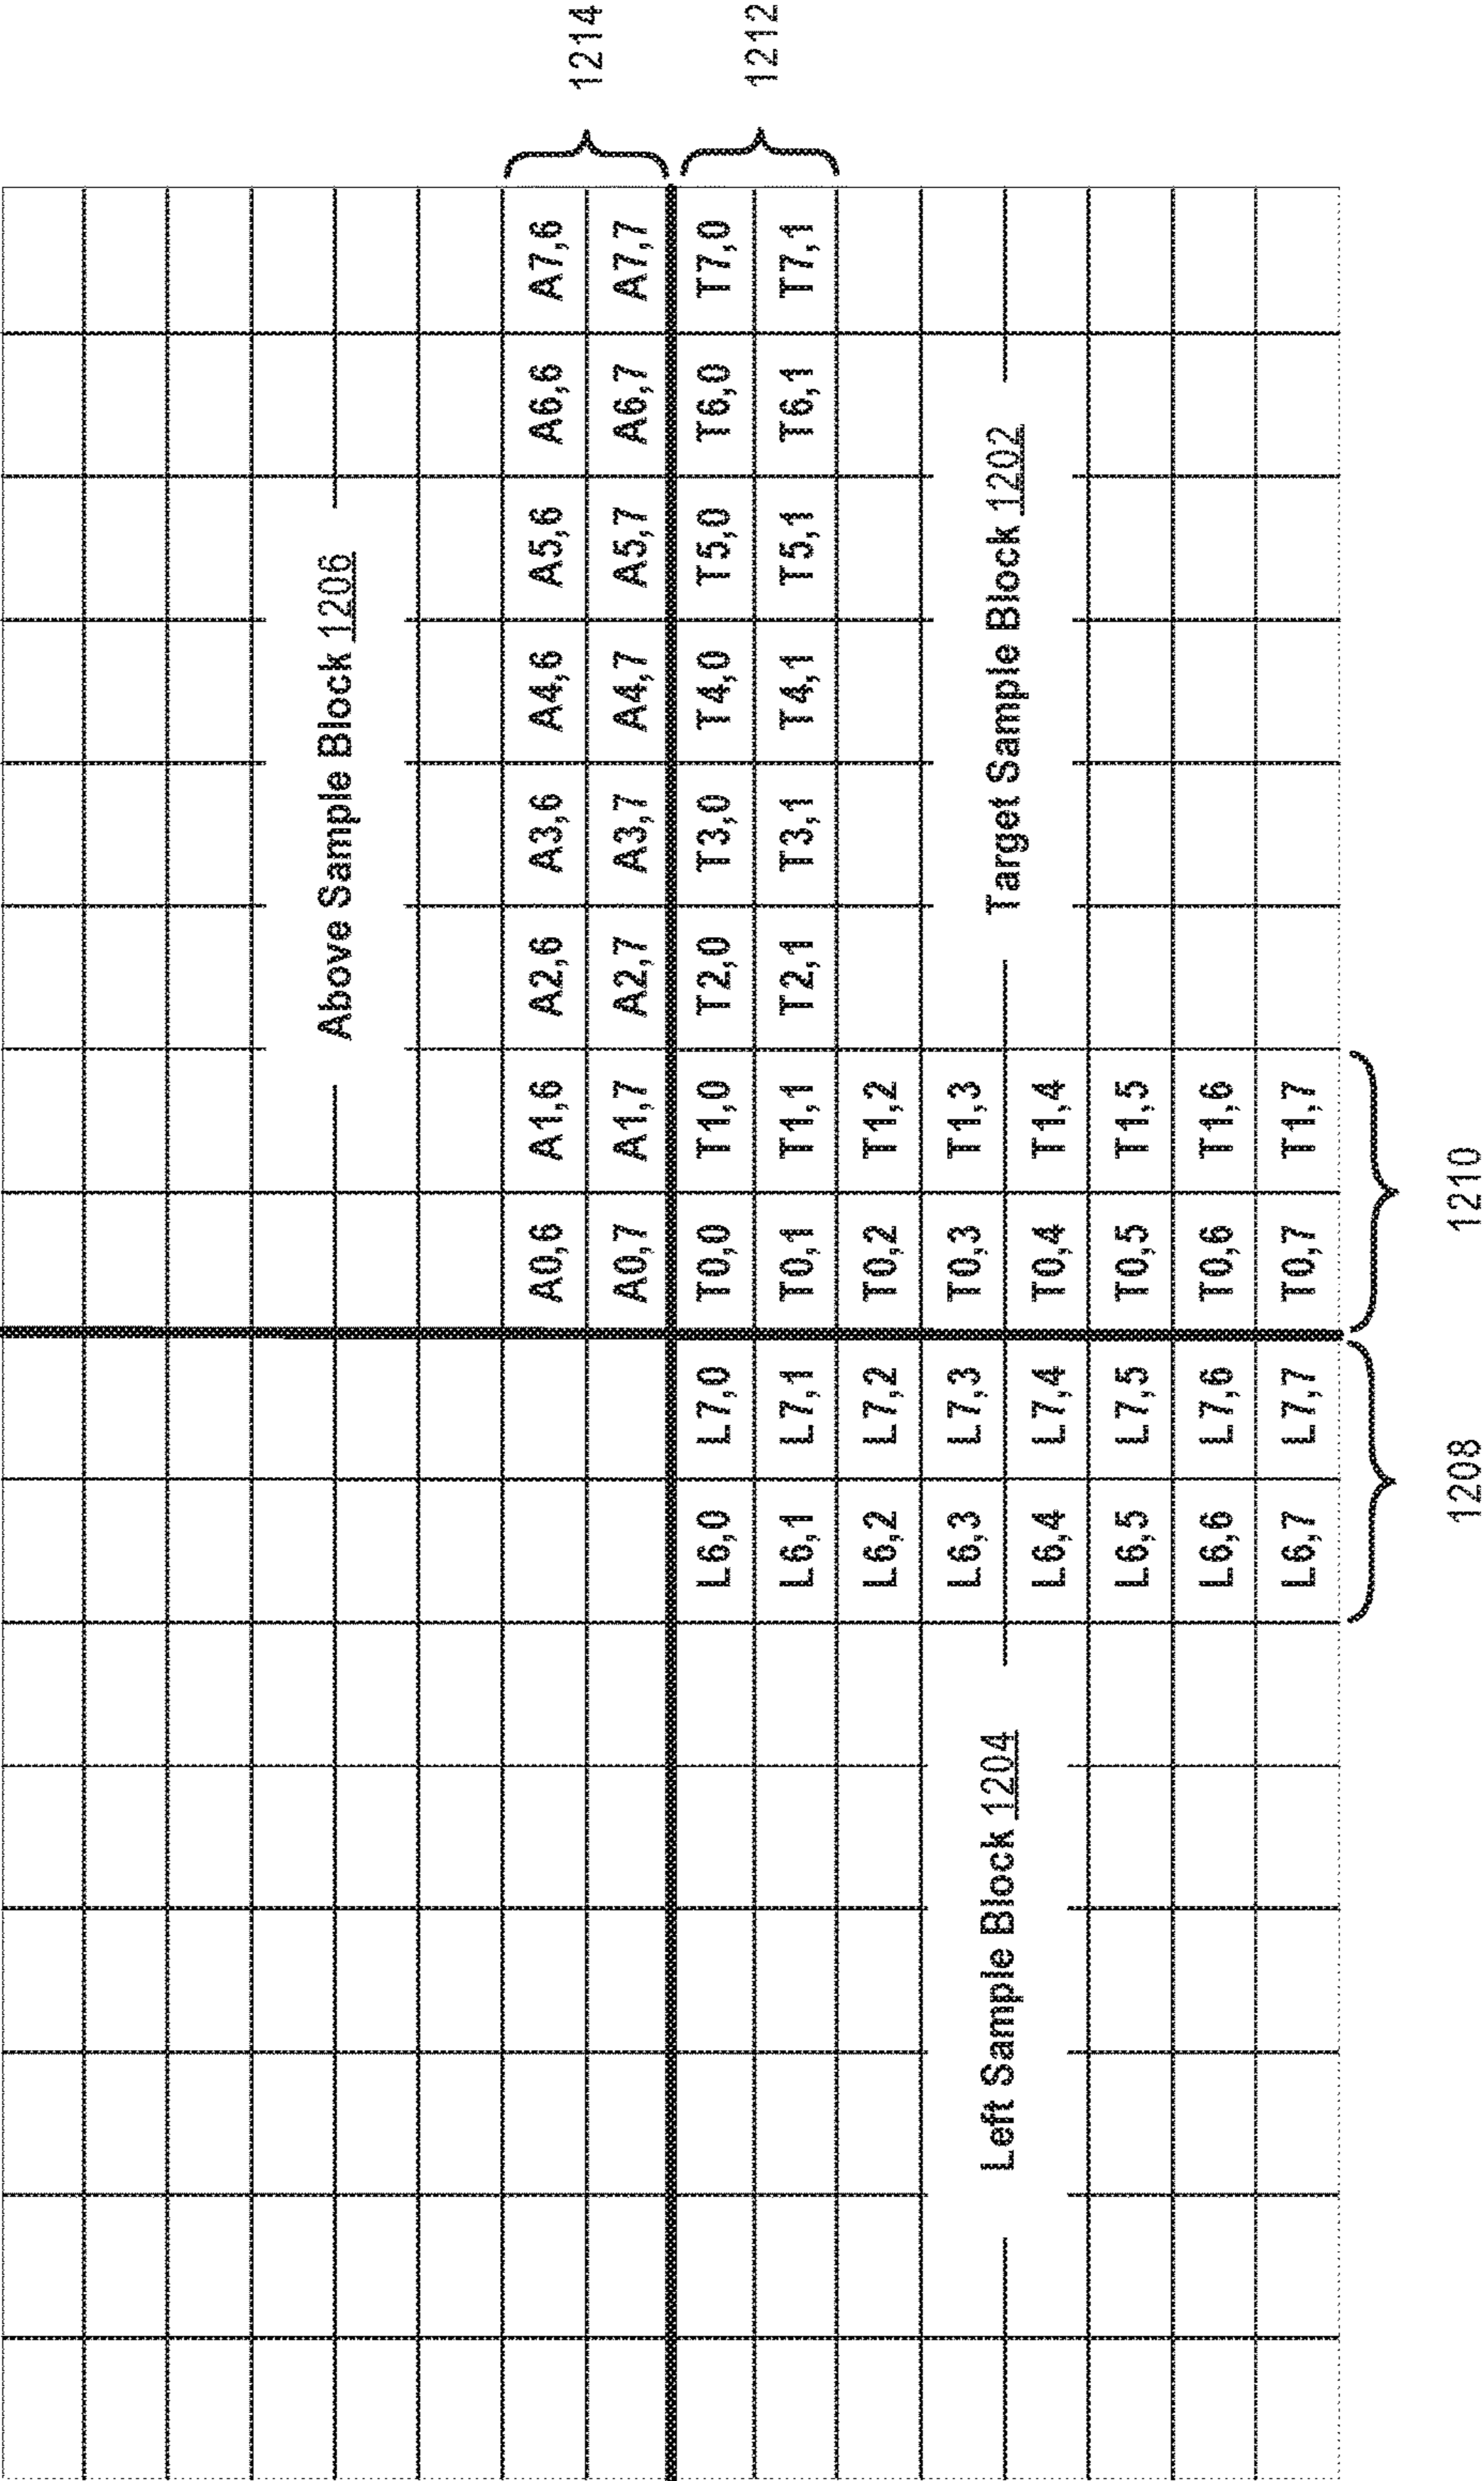 Above Sample Block 1206
A0,6 A1,6 A2,6 A3,6 A4,6 A5,6 A6,6 A7,6
1214
A0,7 A1,7 A2,7 A3,7 A4,7 A5,7 A6,7 A7,7
L6,0 L7,0 T0,0 T1,0 T2,0 T3,0 T4,0 T5,0 T6,0 T7,0
1212
L6,1 L7,1 T0,1 T1,1 T2,1 T3,1 T4,1 T5,1 T6,1 T7,1
L6,2 L7,2 T0,2 T1,2
L6,3 L7,3 T0,3 T1,3
Left Sample Block 1204
Target Sample Block 1202
L6,4 L7,4 T0,4 T1,4
L6,5 L7,5 T0,5 T1,5
L6,6 L7,6 T0,6 T1,6
L6,7 L7,7 T0,7 T1,7
1208 1210